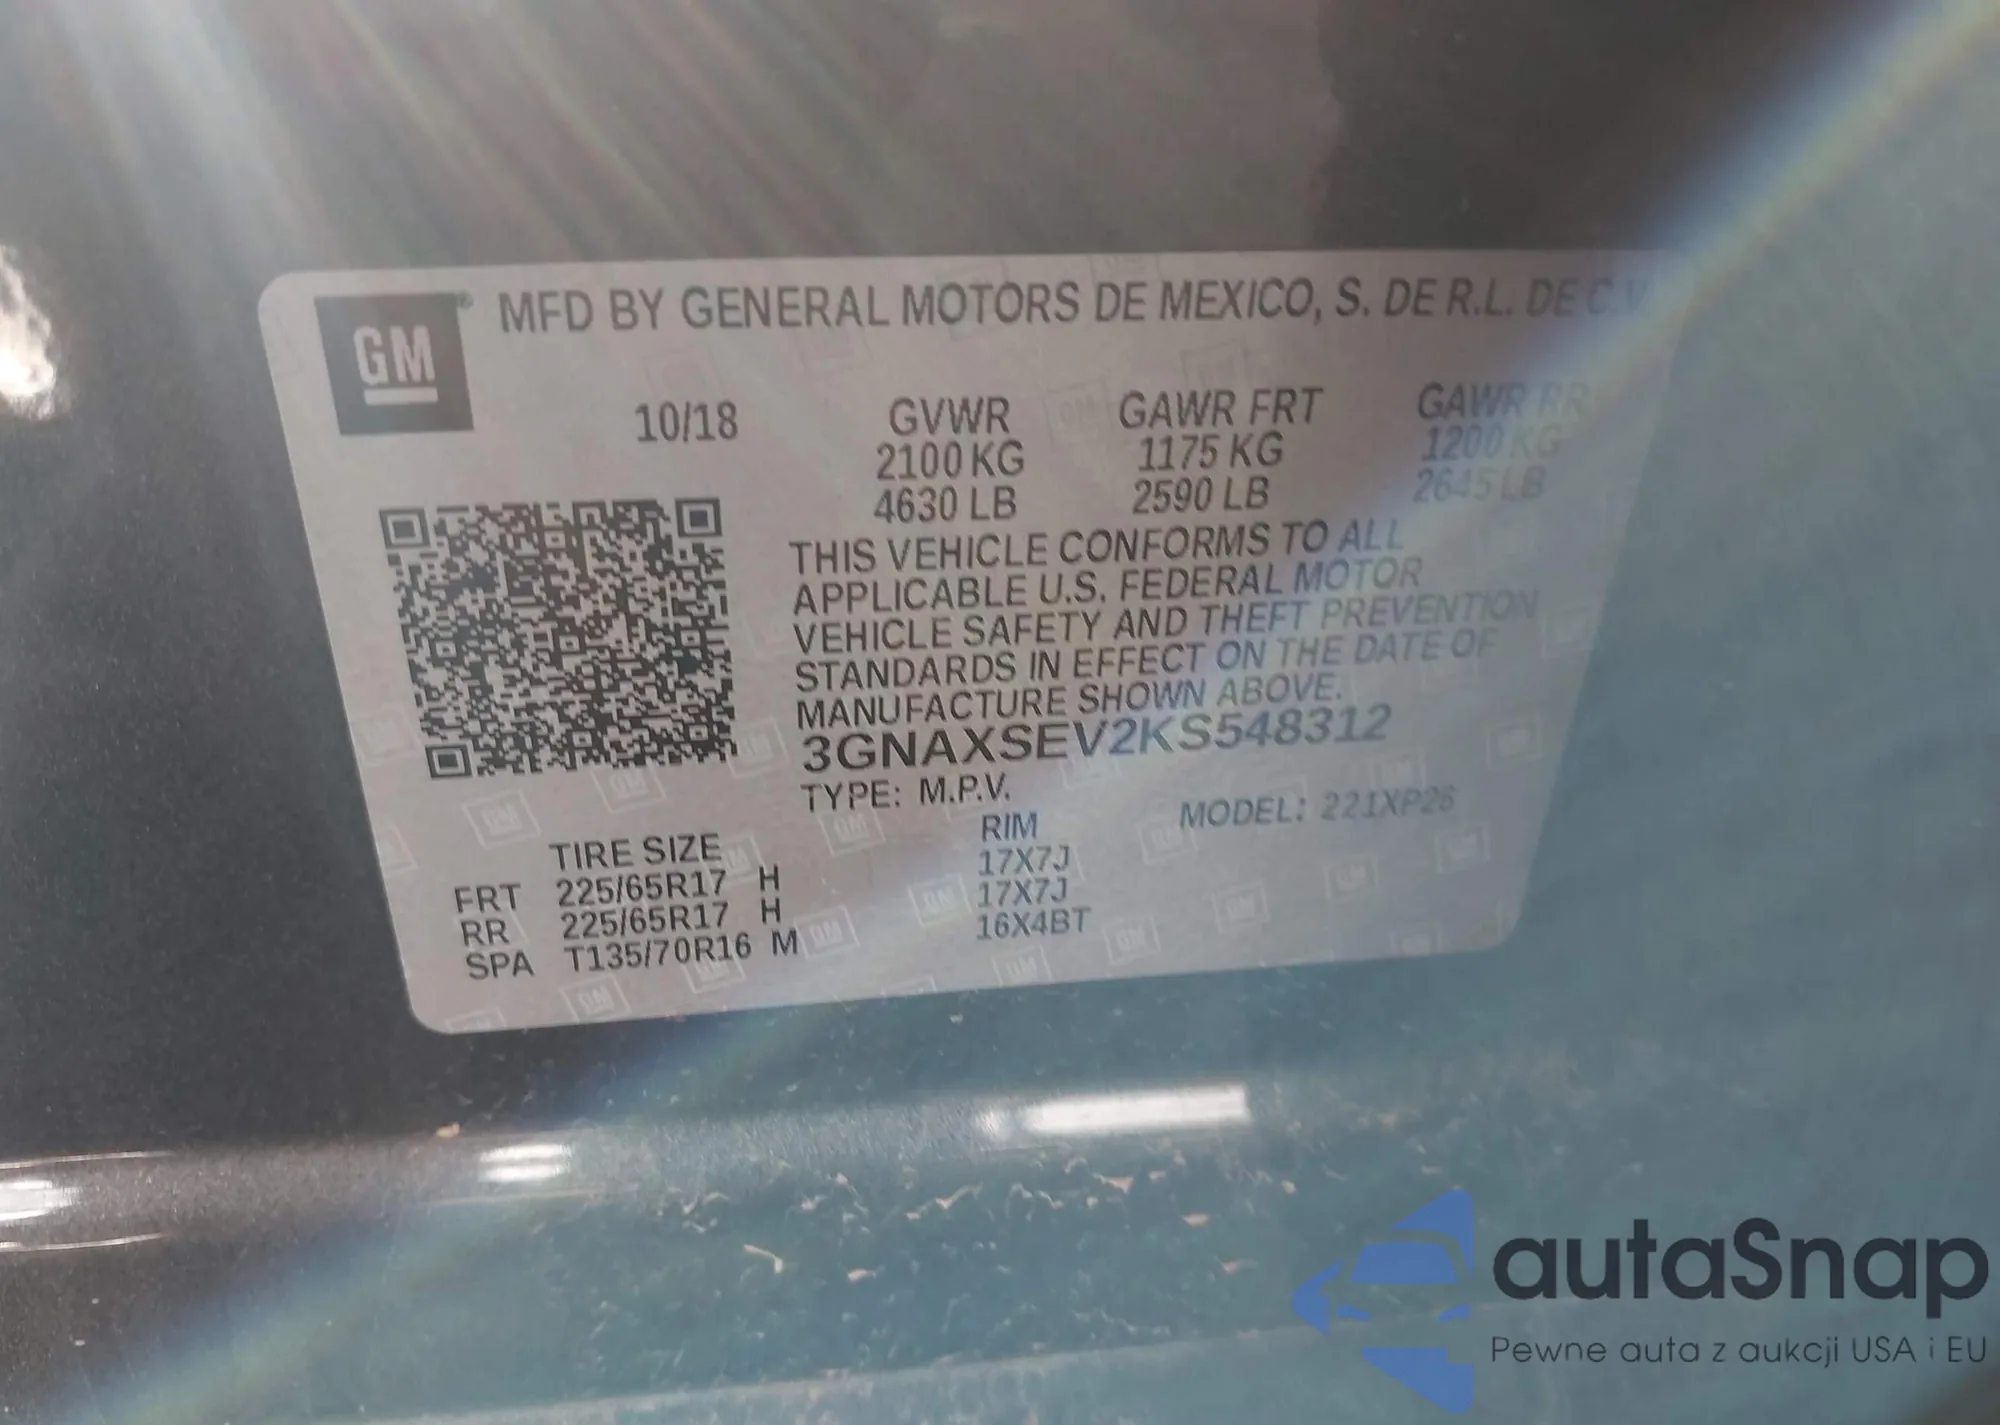 GM
® MFD BY GENERAL MOTORS DE MEXICO, S. DE R.L. DE C.V
10/18
GVWR GAWR FRT GAWR RR
2100 KG 1175 KG 1200 KG
4630 LB 2590 LB 2645 LB
THIS VEHICLE CONFORMS TO ALL
APPLICABLE U.S. FEDERAL MOTOR
VEHICLE SAFETY AND THEFT PREVENTION
STANDARDS IN EFFECT ON THE DATE OF
MANUFACTURE SHOWN ABOVE.
3GNAXSEV2KS548312
TYPE: M.P.V. MODEL: 221XP26
TIRE SIZE RIM
FRT 225/65R17 H 17X7J
RR 225/65R17 H 17X7J
SPA T135/70R16 M 16X4BT
autaSnap
Pewne auta z aukcji USA i EU